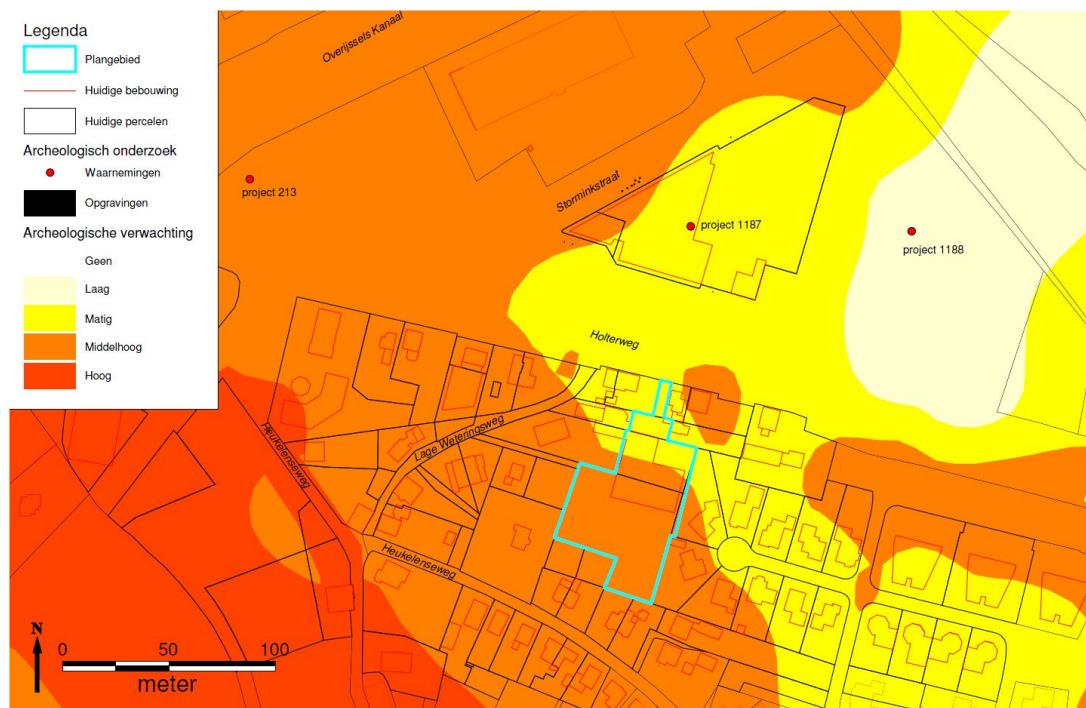 Legenda
Plangebied
Huidige bebouwing
Huidige percelen
Archeologisch onderzoek
Waarnemingen
Opgravingen
Archeologische verwachting
Geen
Laag
Matig
Middelhoog
Hoog
Overijssels Kanaal
project 213
Storminkstraat
project 1187
project 1188
Holterweg
Lage Weteringsweg
Heukelenseweg
Heukelenseweg
N
0 50 100
meter